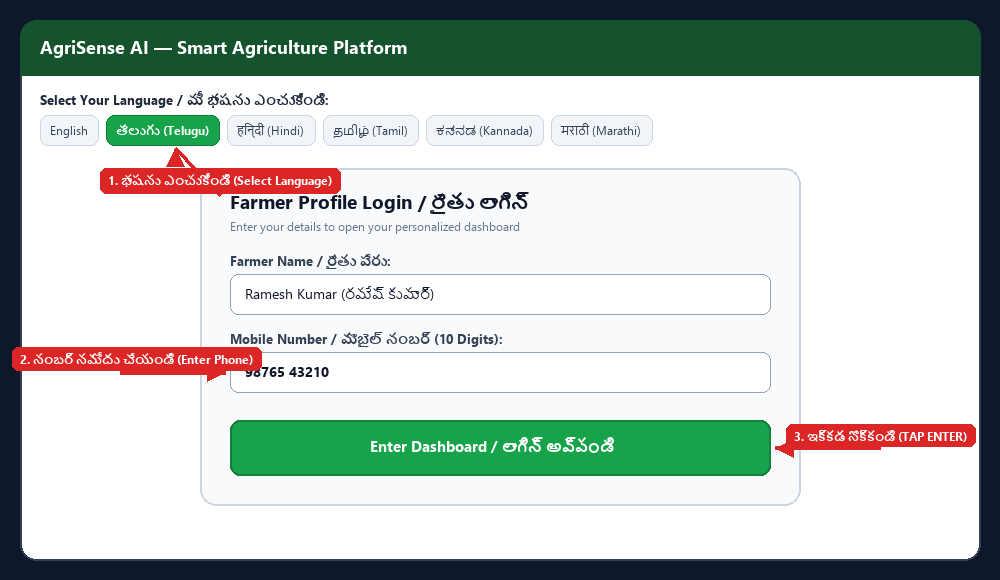 AgriSense AI — Smart Agriculture Platform
Select Your Language / మీ భాషను ఎంచుకోండి:
English
తెలుగు (Telugu)
हिन्दी (Hindi)
தமிழ் (Tamil)
ಕನ್ನಡ (Kannada)
मराठी (Marathi)
1. భాషను ఎంచుకోండి (Select Language)
Farmer Profile Login / రైతు లాగిన్
Enter your details to open your personalized dashboard
Farmer Name / రైతు పేరు:
Ramesh Kumar (రమేష్ కుమార్)
Mobile Number / మొబైల్ నంబర్ (10 Digits):
2. నంబర్ నమోదు చేయండి (Enter Phone)
98765 43210
Enter Dashboard / లాగిన్ అవ్వండి
3. ఇక్కడ నొక్కండి (TAP ENTER)